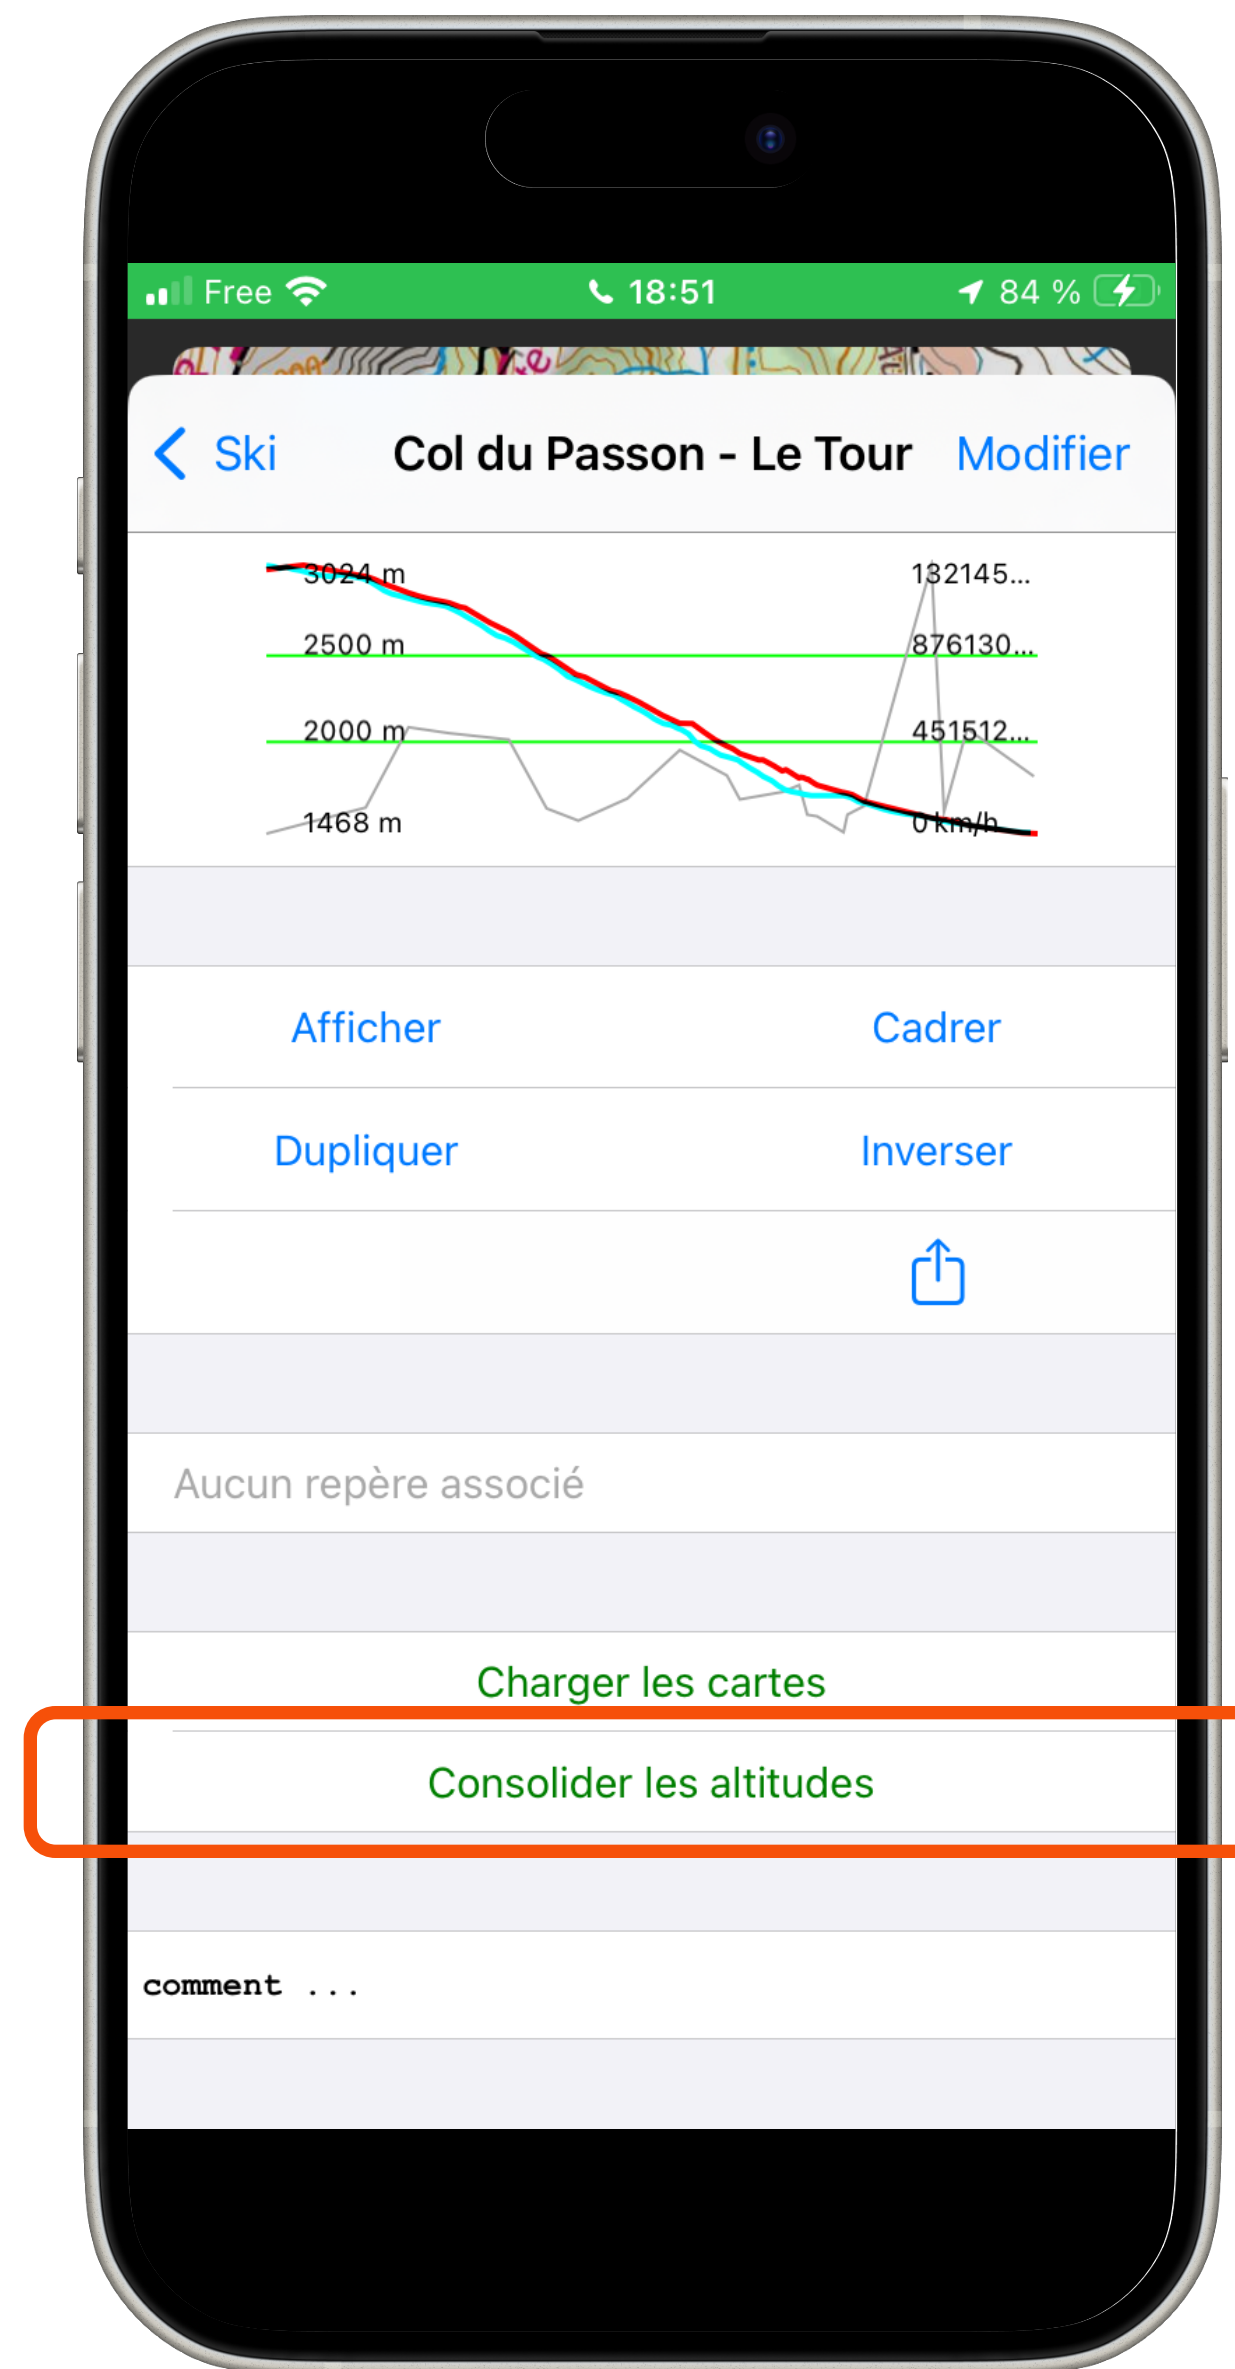 Free 18:51 84 %
Ski Col du Passon - Le Tour Modifier
3024 m 132145...
2500 m 876130...
2000 m 451512...
1468 m 0 km/h
Afficher Cadrer
Dupliquer Inverser
Aucun repère associé
Charger les cartes
Consolider les altitudes
comment ...